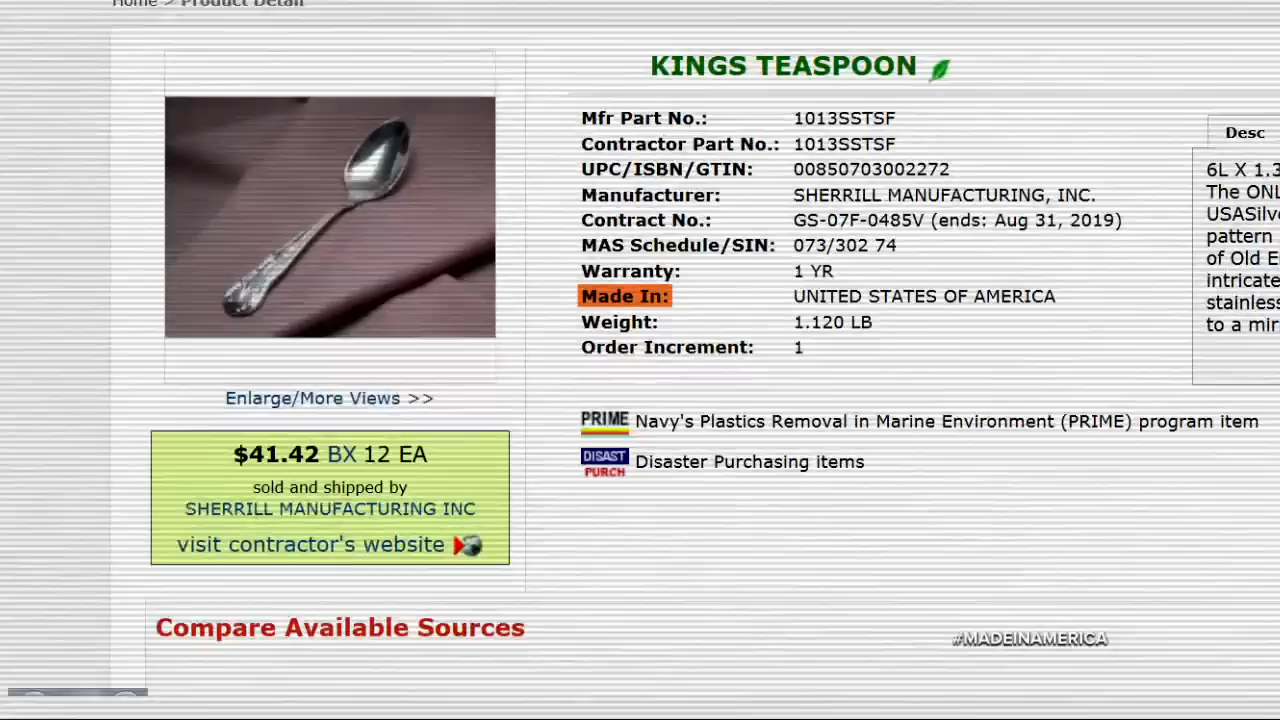 Home > Product Detail
KINGS TEASPOON
Mfr Part No.: 1013SSTSF
Contractor Part No.: 1013SSTSF
UPC/ISBN/GTIN: 00850703002272
Manufacturer: SHERRILL MANUFACTURING, INC.
Contract No.: GS-07F-0485V (ends: Aug 31, 2019)
MAS Schedule/SIN: 073/302 74
Warranty: 1 YR
Made In: UNITED STATES OF AMERICA
Weight: 1.120 LB
Order Increment: 1
Desc
6L X 1.3
The ONL
USASilv
pattern
of Old E
intricate
stainless
to a mir
Enlarge/More Views >>
PRIME Navy's Plastics Removal in Marine Environment (PRIME) program item
DISAST PURCH Disaster Purchasing items
$41.42 BX 12 EA
sold and shipped by
SHERRILL MANUFACTURING INC
visit contractor's website
Compare Available Sources
#MADEINAMERICA